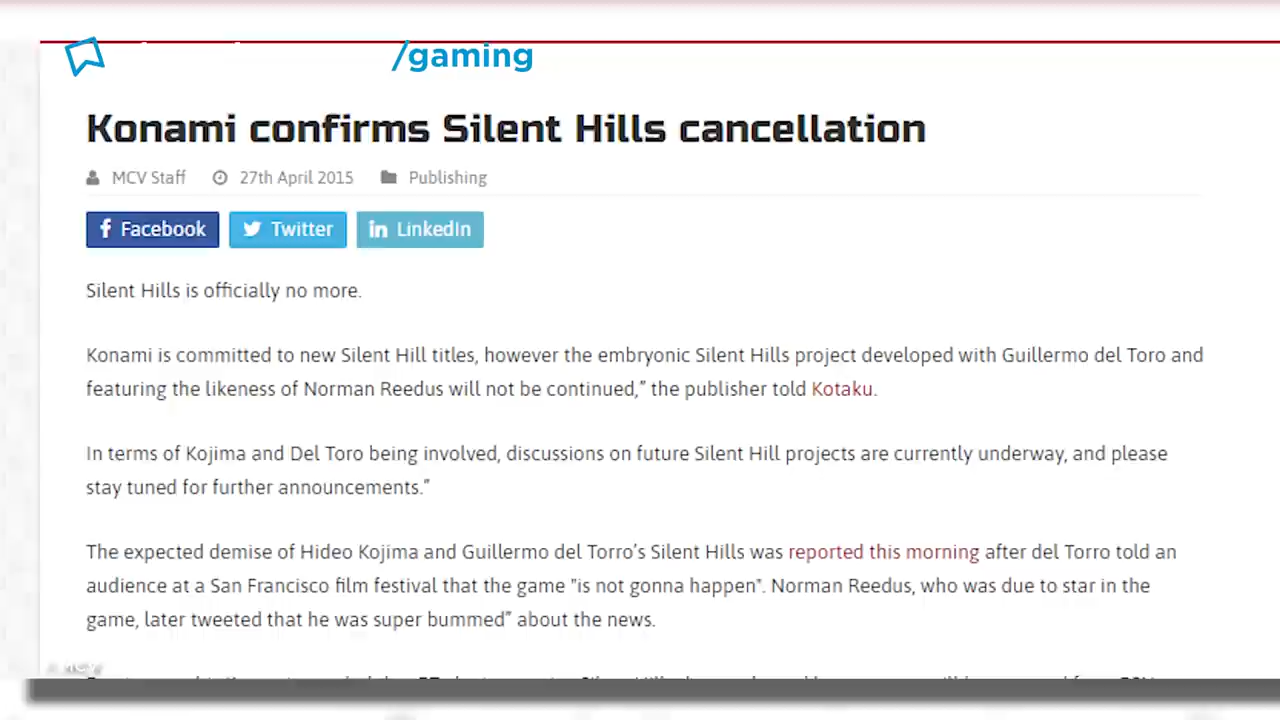 /gaming
Konami confirms Silent Hills cancellation
MCV Staff 27th April 2015 Publishing
Facebook Twitter LinkedIn
Silent Hills is officially no more.
Konami is committed to new Silent Hill titles, however the embryonic Silent Hills project developed with Guillermo del Toro and
featuring the likeness of Norman Reedus will not be continued,” the publisher told Kotaku.
In terms of Kojima and Del Toro being involved, discussions on future Silent Hill projects are currently underway, and please
stay tuned for further announcements.”
The expected demise of Hideo Kojima and Guillermo del Torro’s Silent Hills was reported this morning after del Torro told an
audience at a San Francisco film festival that the game "is not gonna happen". Norman Reedus, who was due to star in the
game, later tweeted that he was super bummed” about the news.